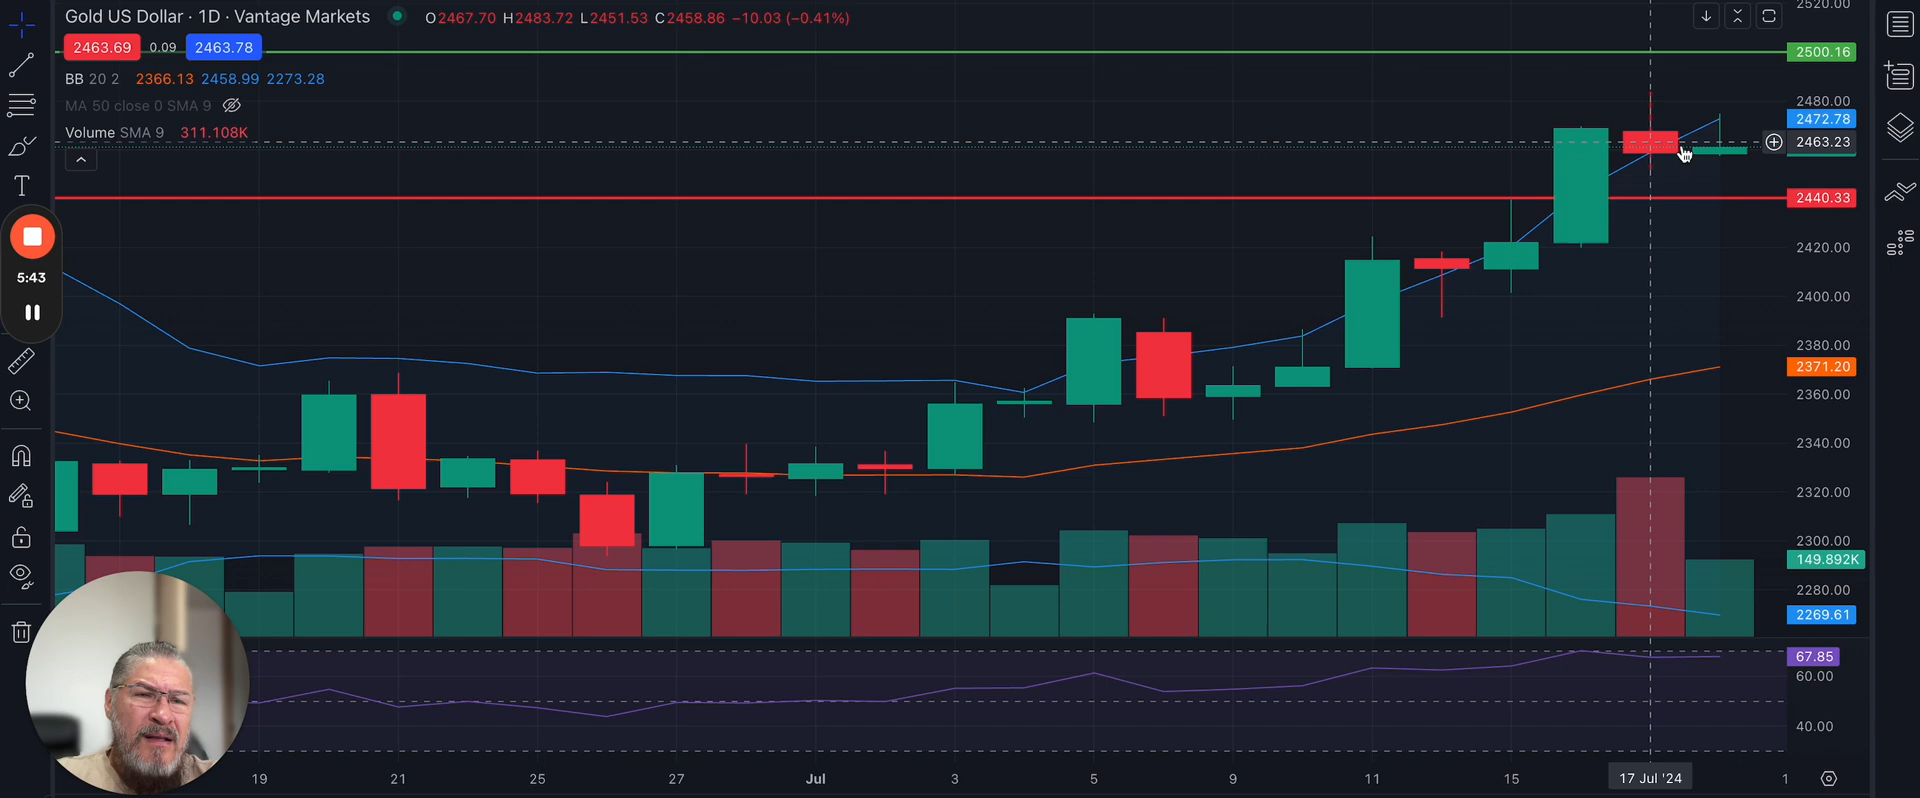 Gold US Dollar · 1D · Vantage Markets O2467.70 H2483.72 L2451.53 C2458.86 −10.03 (−0.41%)
2463.69 0.09 2463.78
BB 20 2 2366.13 2458.99 2273.28
MA 50 close 0 SMA 9
Volume SMA 9 311.108K
T
5:43
2520.00
2500.16
2480.00
2472.78
2463.23
2440.33
2420.00
2400.00
2380.00
2371.20
2360.00
2340.00
2320.00
2300.00
149.892K
2280.00
2269.61
67.85
60.00
40.00
19 21 25 27 Jul 3 5 9 11 15 17 Jul '24 1